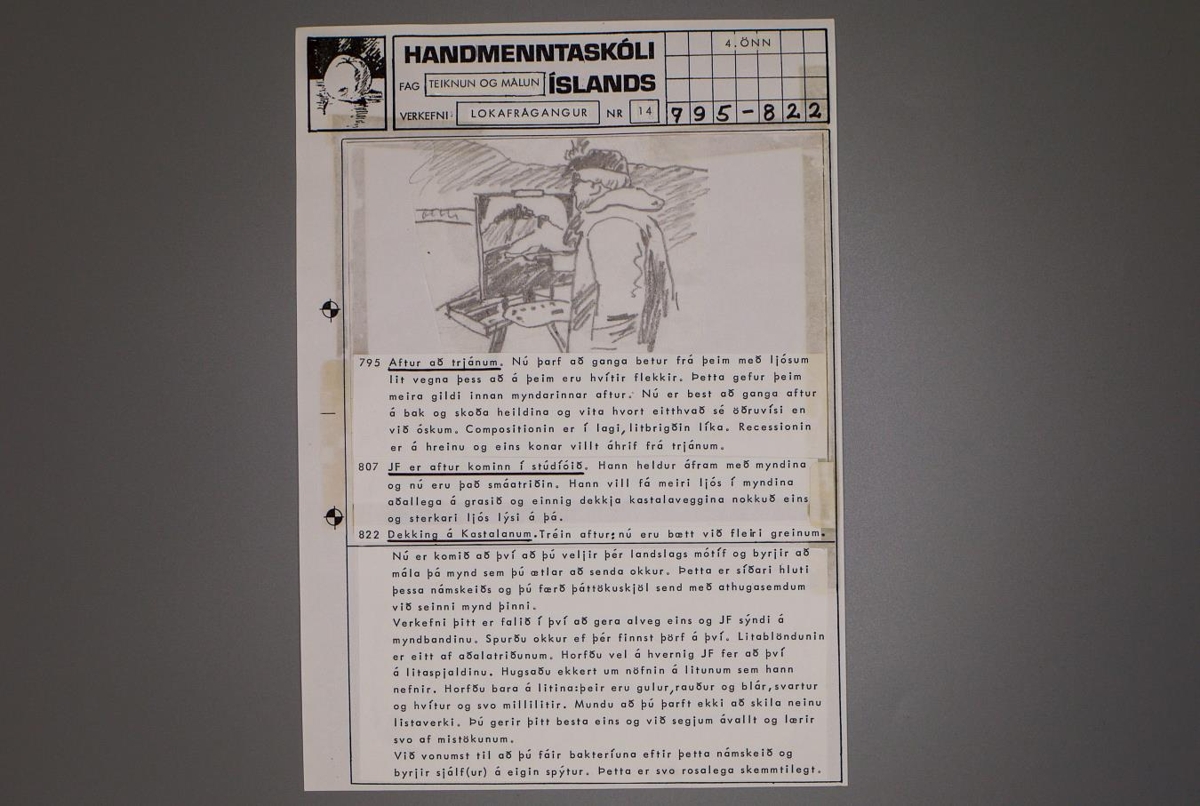 HANDMENNTASKÓLI
ÍSLANDS
FAG TEIKNUN OG MÁLUN
VERKEFNI: LOKAFRÁGANGUR NR 14
4. ÖNN
795-822
795 Aftur að trjánum. Nú þarf að ganga betur frá þeim með ljósum
lit vegna þess að á þeim eru hvítir flekkir. Þetta gefur þeim
meira gildi innan myndarinnar aftur. Nú er best að ganga aftur
á bak og skoða heildina og vita hvort eitthvað sé öðruvísi en
við óskum. Compositionin er í lagi, litbrigðin líka. Recessionin
er á hreinu og eins konar villt áhrif frá trjánum.
807 JF er aftur kominn í stúdíóið. Hann heldur áfram með myndina
og nú eru það smáatriðin. Hann vill fá meiri ljós í myndina
aðallega á grasið og einnig dekkja kastalaveggina nokkuð eins
og sterkari ljós lýsi á þá.
822 Dekking á Kastalanum. Tréin aftur; nú eru bætt við fleiri greinum.
Nú er komið að því að þú veljir þér landslags mótíf og byrjir að
mála þá mynd sem þú ætlar að senda okkur. Þetta er síðari hluti
þessa námskeiðs og þú færð þáttökuskjöl send með athugasemdum
við seinni mynd þinni.
Verkefni þitt er falið í því að gera alveg eins og JF sýndi á
myndbandinu. Spurðu okkur ef þér finnst þörf á því. Litablöndunin
er eitt af aðalatriðunum. Horfðu vel á hvernig JF fer að því
á litaspjaldinu. Hugsaðu ekkert um nöfnin á litunum sem hann
nefnir. Horfðu bara á litina: þeir eru gulur, rauður og blár, svartur
og hvítur og svo millilitir. Mundu að þú þarft ekki að skila neinu
listaverki. Þú gerir þitt besta eins og við segjum ávallt og lærir
svo af mistökunum.
Við vonumst til að þú fáir bakteríuna eftir þetta námskeið og
byrjir sjálf(ur) á eigin spýtur. Þetta er svo rosalega skemmtilegt.